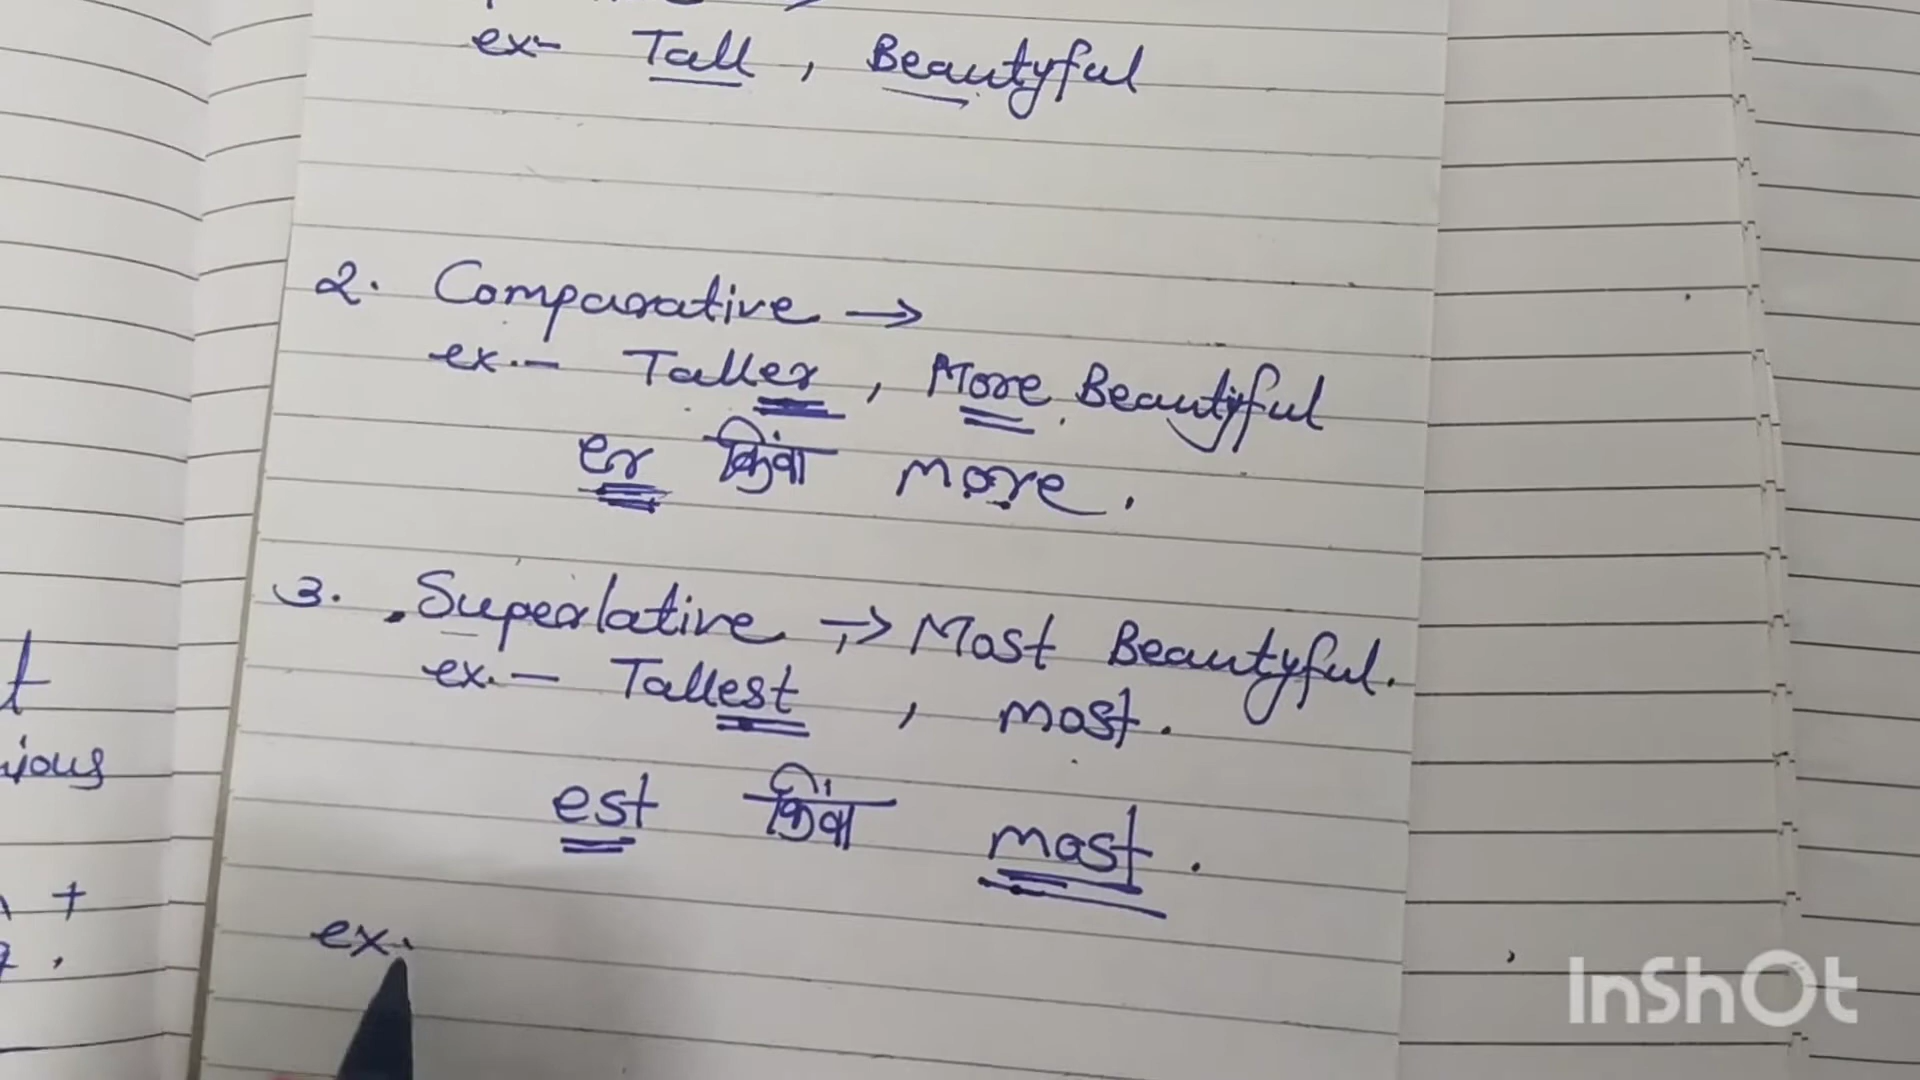 ex- Tall , Beautyful
2. Comparative →
ex.- Taller , More Beautyful
er किंवा more.
3. Superlative → Most Beautyful.
ex.- Tallest , most.
est किंवा most.
ex.
t
ious
+
InShOt